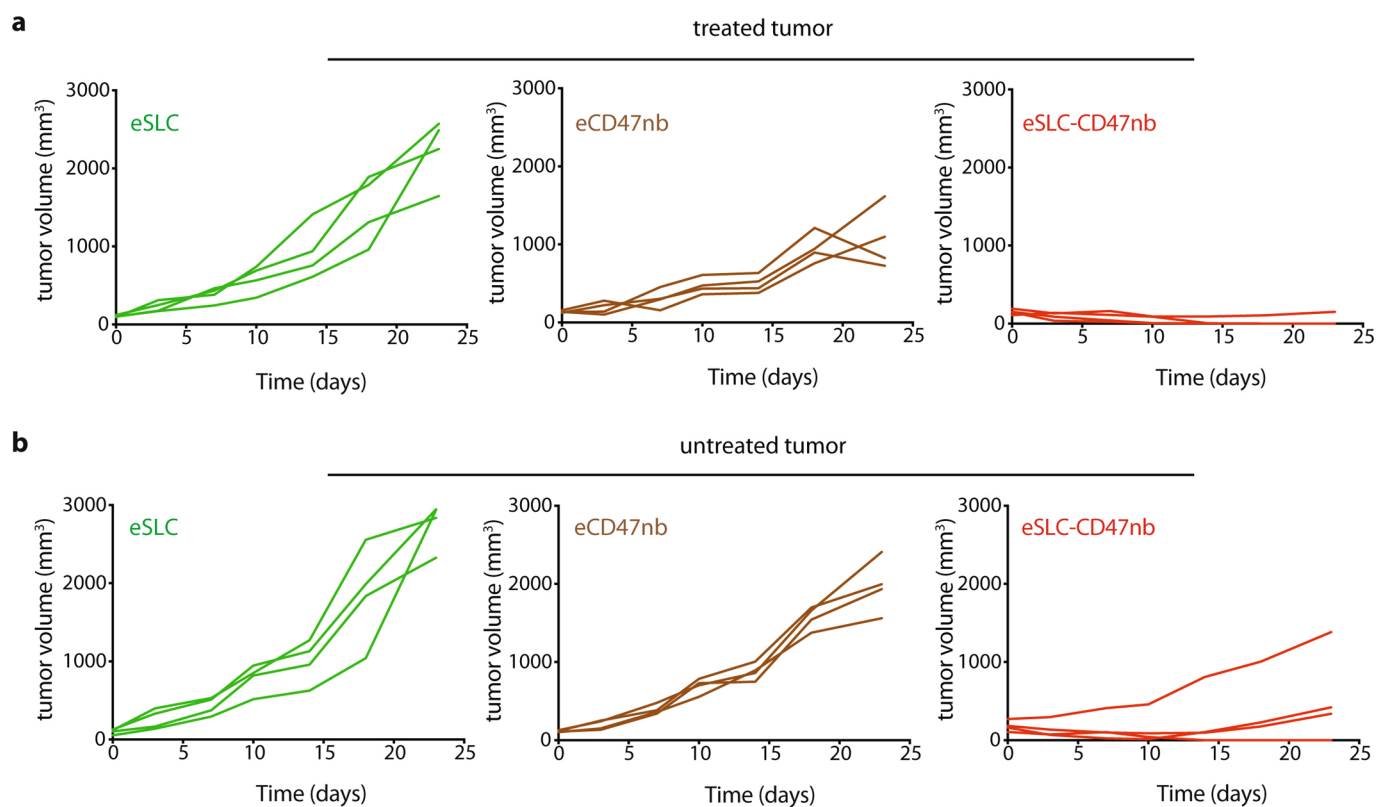 a
treated tumor
eSLC
tumor volume (mm³)
3000
2000
1000
0
0 5 10 15 20 25
Time (days)
eCD47nb
tumor volume (mm³)
3000
2000
1000
0
0 5 10 15 20 25
Time (days)
eSLC-CD47nb
tumor volume (mm³)
3000
2000
1000
0
0 5 10 15 20 25
Time (days)
b
untreated tumor
eSLC
tumor volume (mm³)
3000
2000
1000
0
0 5 10 15 20 25
Time (days)
eCD47nb
tumor volume (mm³)
3000
2000
1000
0
0 5 10 15 20 25
Time (days)
eSLC-CD47nb
tumor volume (mm³)
3000
2000
1000
0
0 5 10 15 20 25
Time (days)